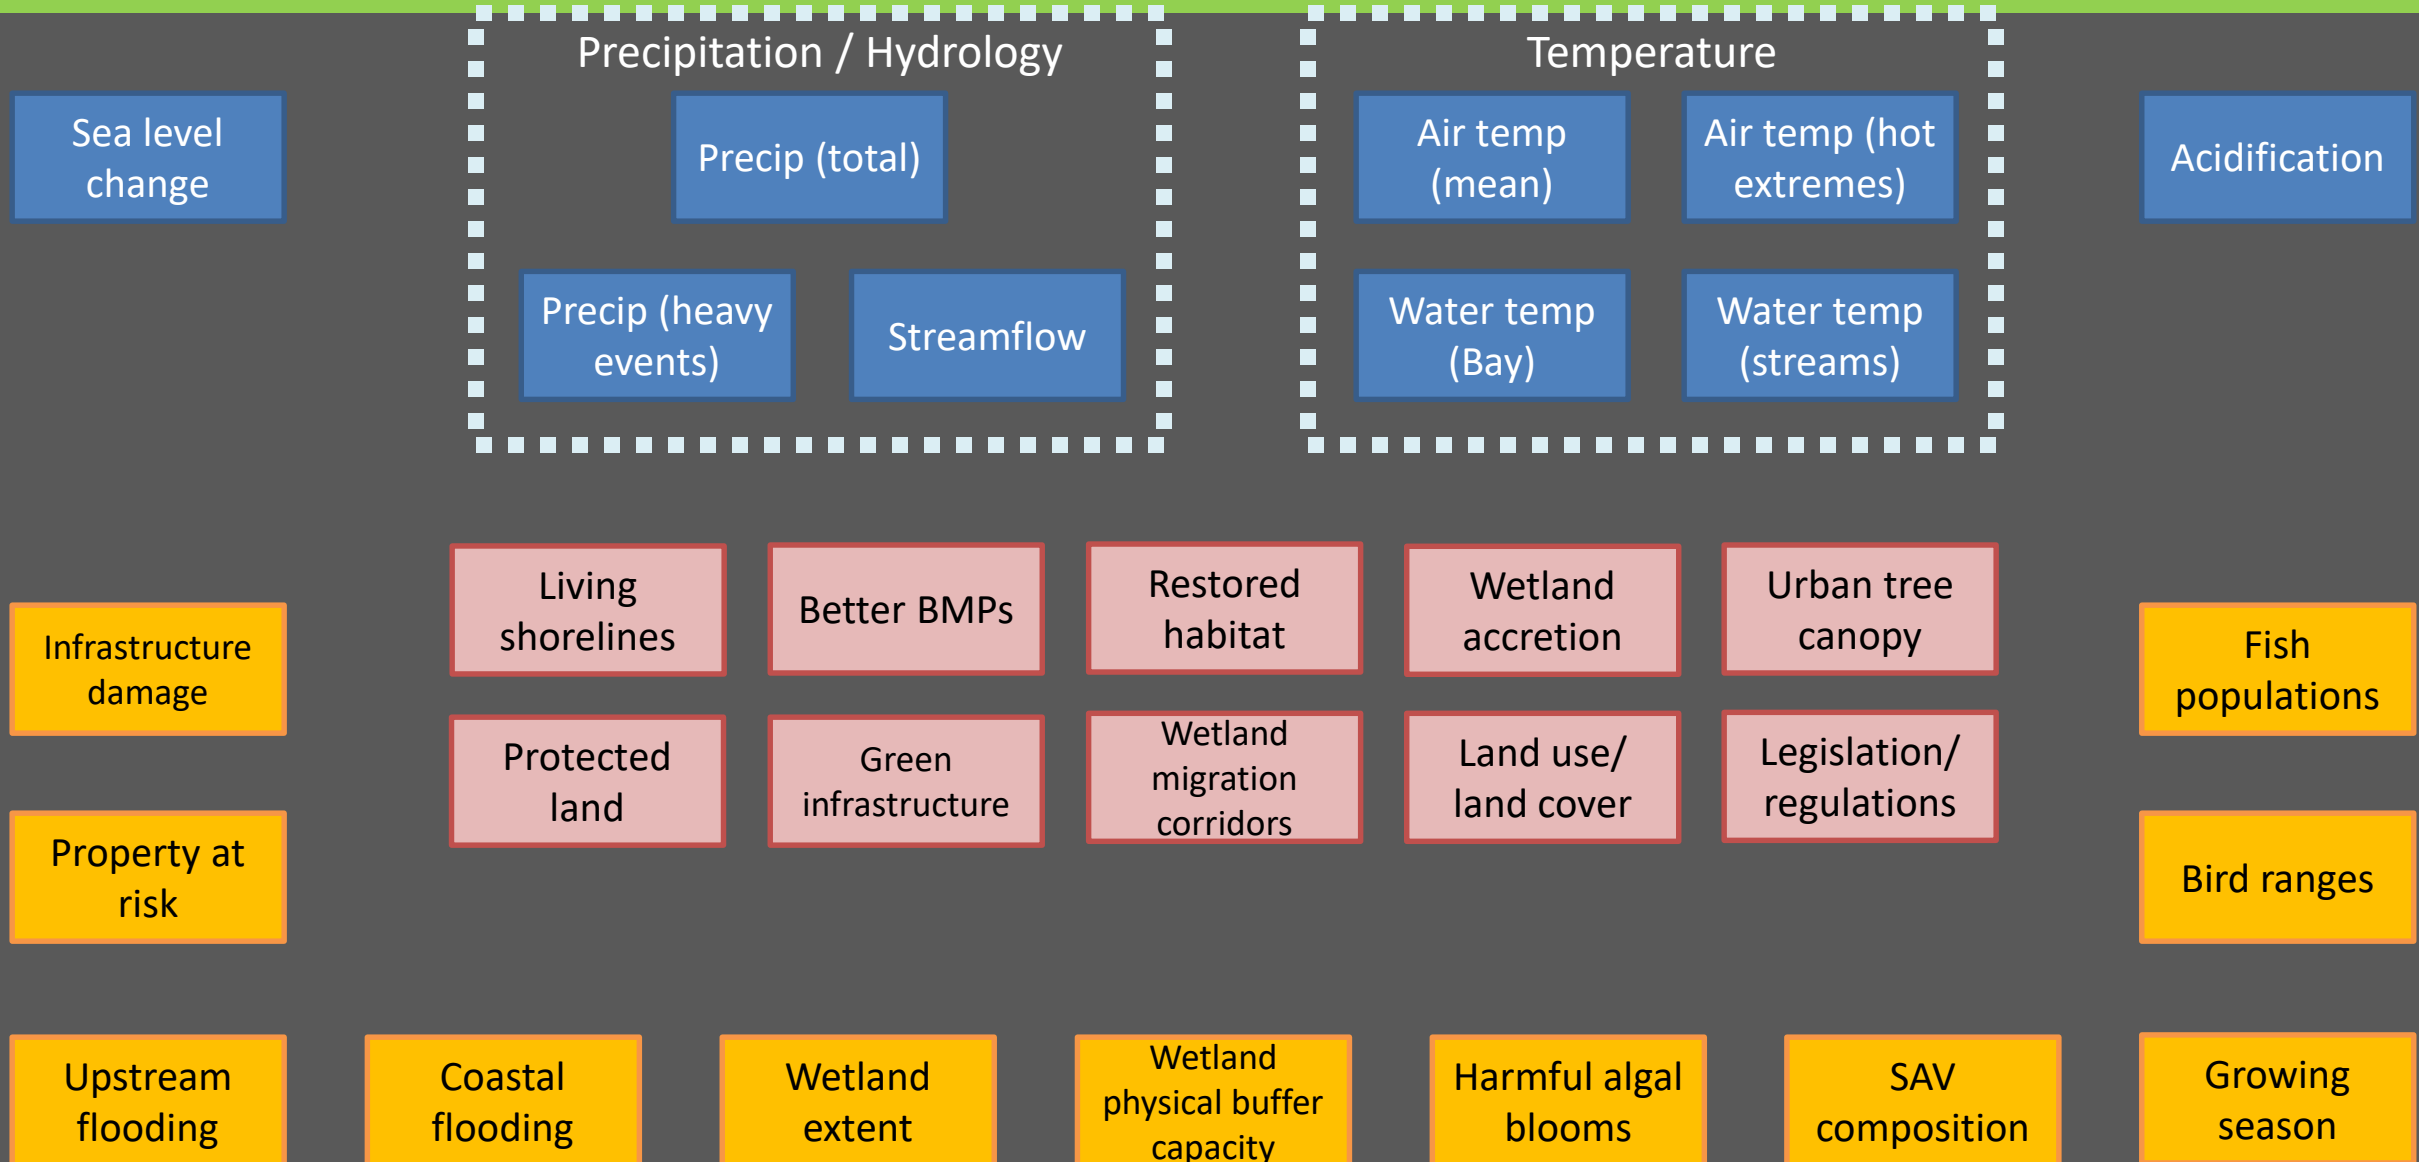 Precipitation / Hydrology
Temperature
Sea level
change
Precip (total)
Air temp
(mean)
Air temp (hot
extremes)
Acidification
Precip (heavy
events)
Streamflow
Water temp
(Bay)
Water temp
(streams)
Living
shorelines
Better BMPs
Restored
habitat
Wetland
accretion
Urban tree
canopy
Infrastructure
damage
Fish
populations
Protected
land
Green
infrastructure
Wetland
migration
corridors
Land use/
land cover
Legislation/
regulations
Property at
risk
Bird ranges
Upstream
flooding
Coastal
flooding
Wetland
extent
Wetland
physical buffer
capacity
Harmful algal
blooms
SAV
composition
Growing
season